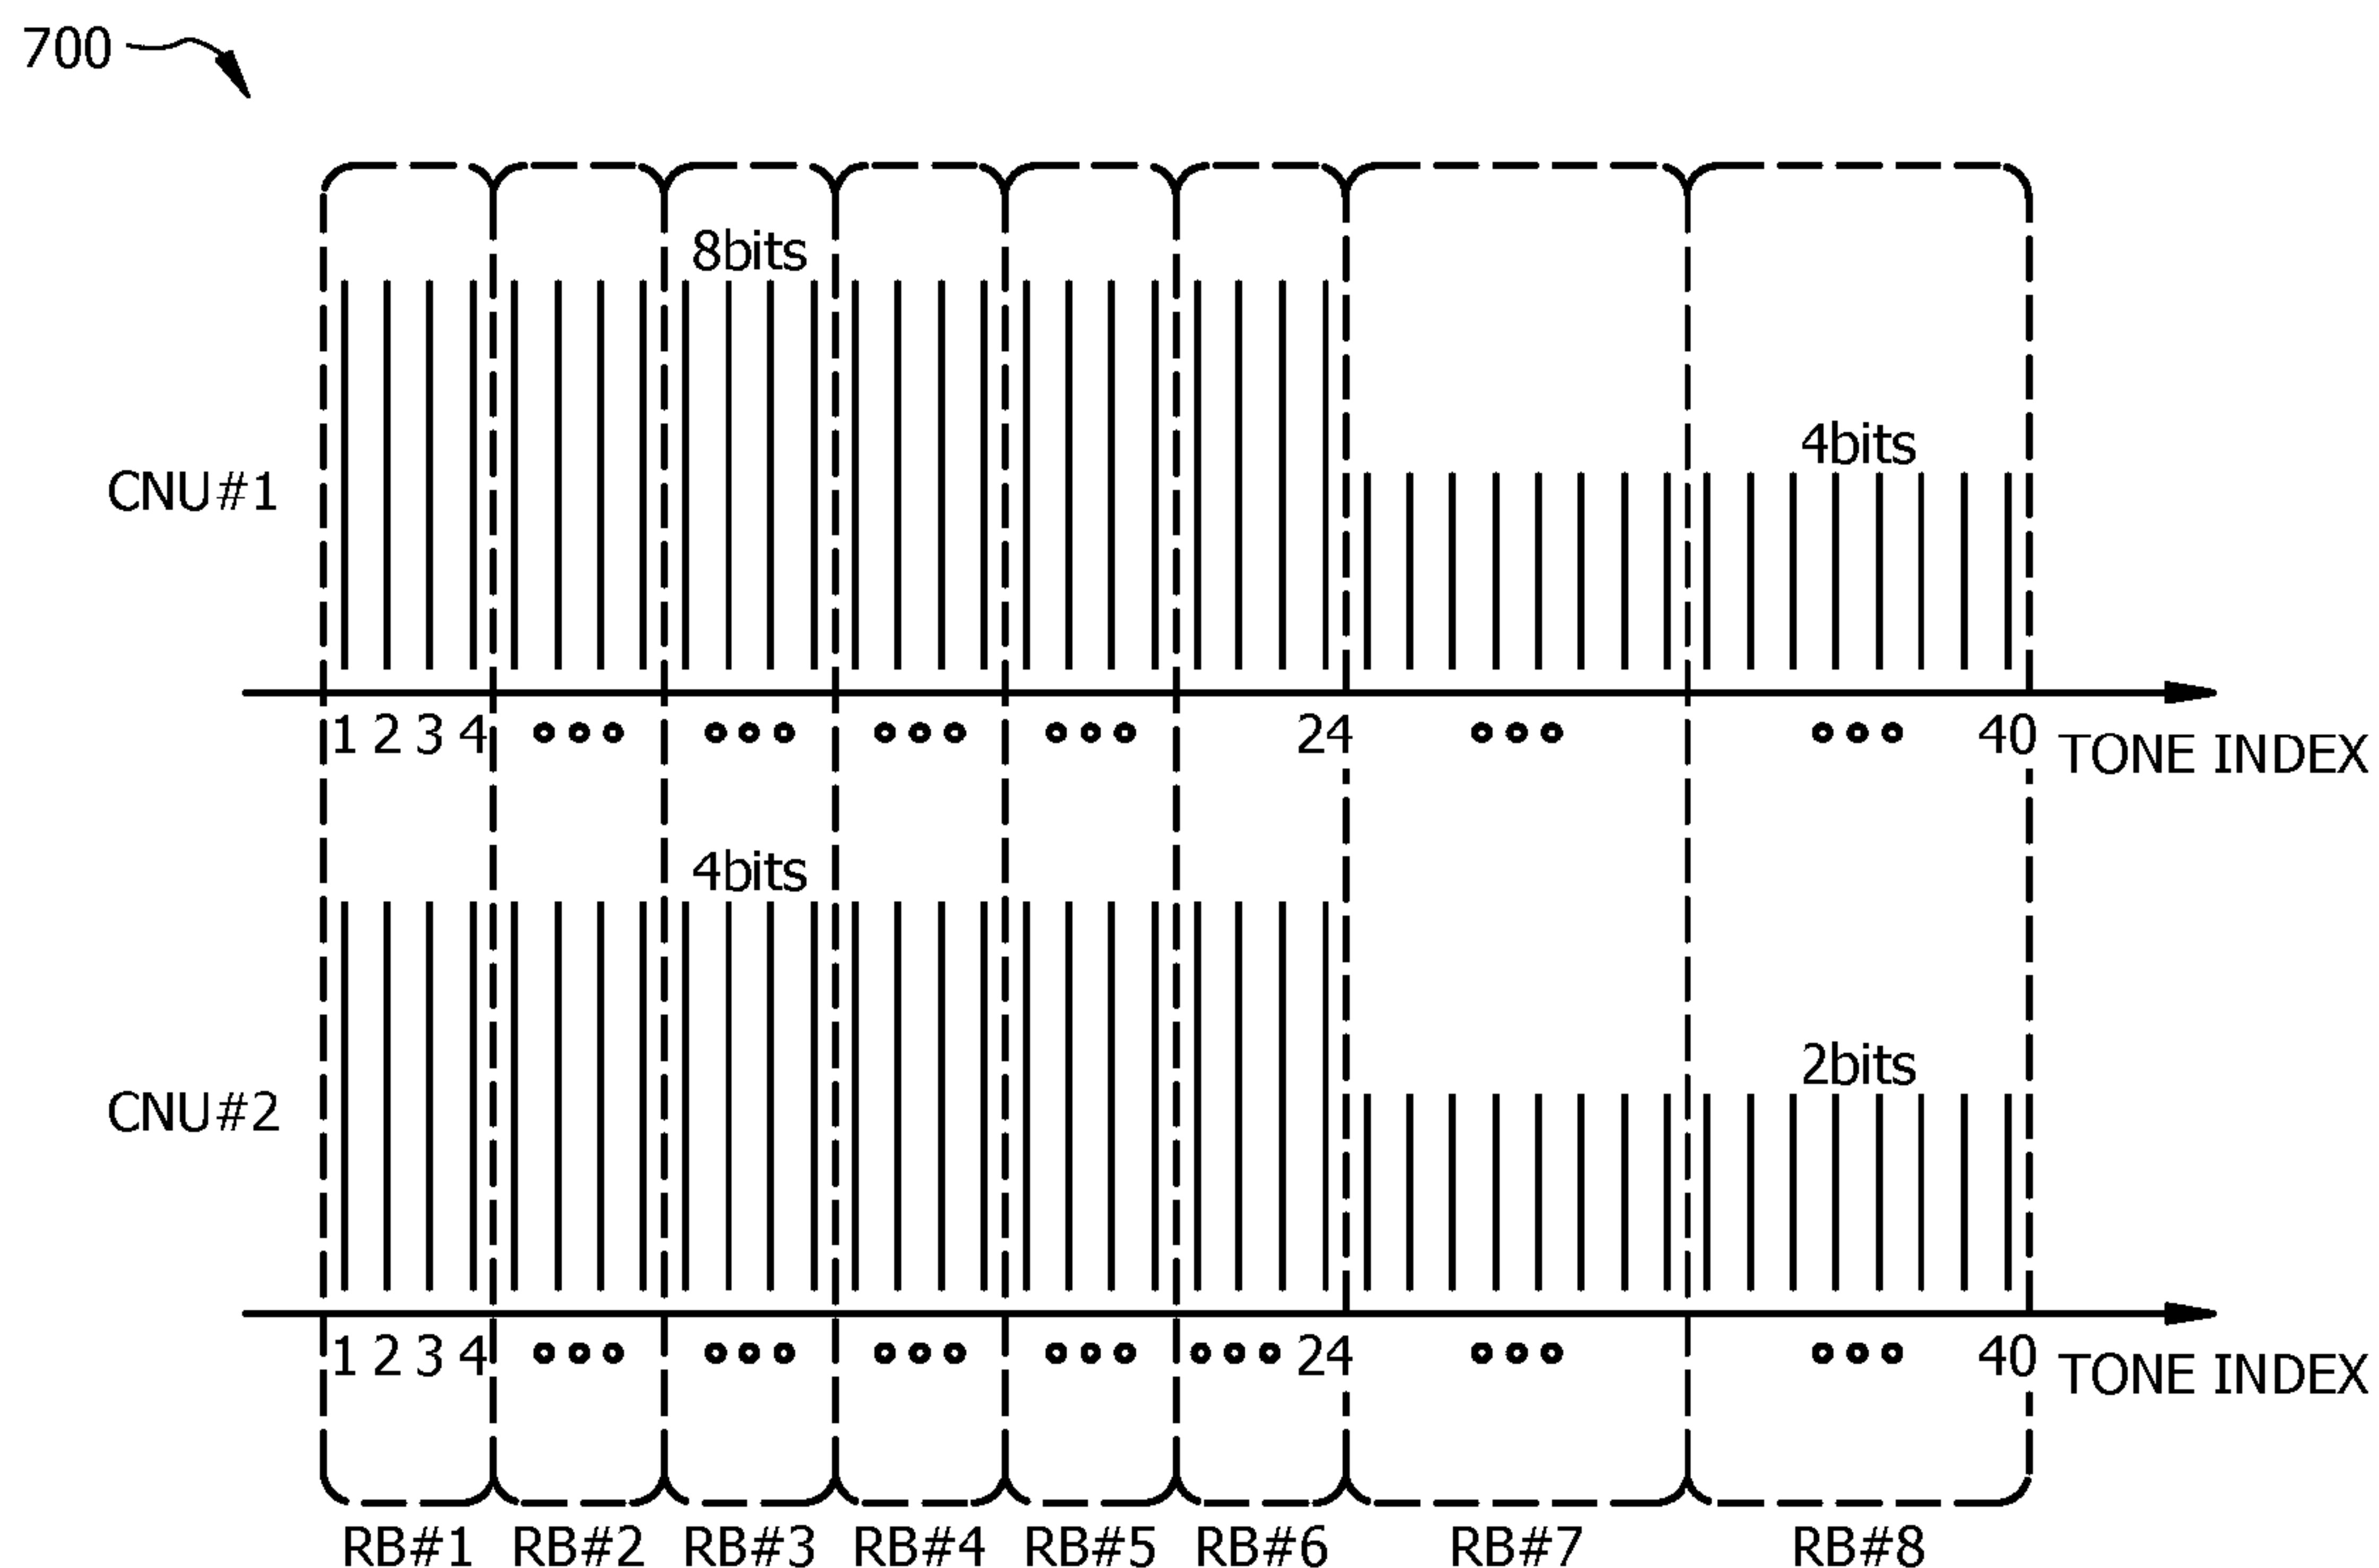 700
8bits
4bits
CNU#1
1 2 3 4 24 40 TONE INDEX
4bits
2bits
CNU#2
1 2 3 4 24 40 TONE INDEX
RB#1 RB#2 RB#3 RB#4 RB#5 RB#6 RB#7 RB#8